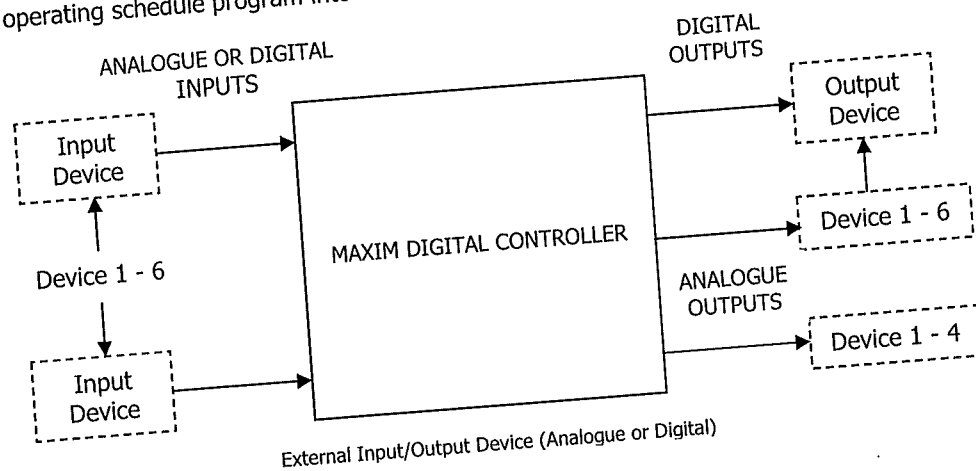 operating schedule program into
ANALOGUE OR DIGITAL
INPUTS
DIGITAL
OUTPUTS
Input
Device
Output
Device
MAXIM DIGITAL CONTROLLER
Device 1 - 6
Device 1 - 6
ANALOGUE
OUTPUTS
Device 1 - 4
Input
Device
External Input/Output Device (Analogue or Digital)